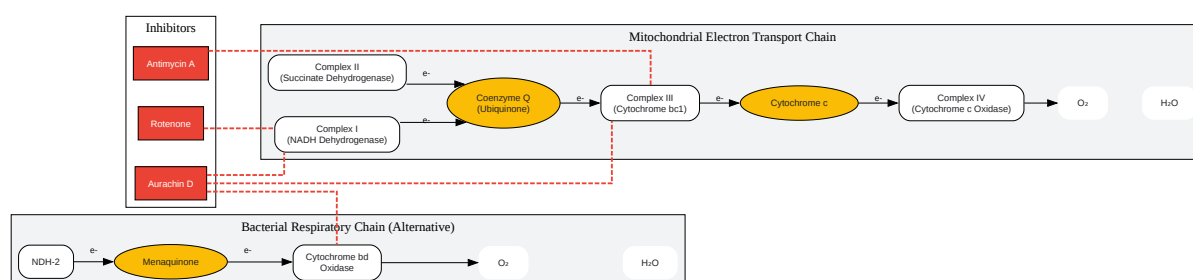 Inhibitors
Antimycin A
Rotenone
Aurachin D
Mitochondrial Electron Transport Chain
Complex II
(Succinate Dehydrogenase)
e-
Complex I
(NADH Dehydrogenase)
e-
Coenzyme Q
(Ubiquinone)
e-
Complex III
(Cytochrome bc1)
e-
Cytochrome c
e-
Complex IV
(Cytochrome c Oxidase)
O₂
H₂O
Bacterial Respiratory Chain (Alternative)
NDH-2
e-
Menaquinone
e-
Cytochrome bd
Oxidase
O₂
H₂O